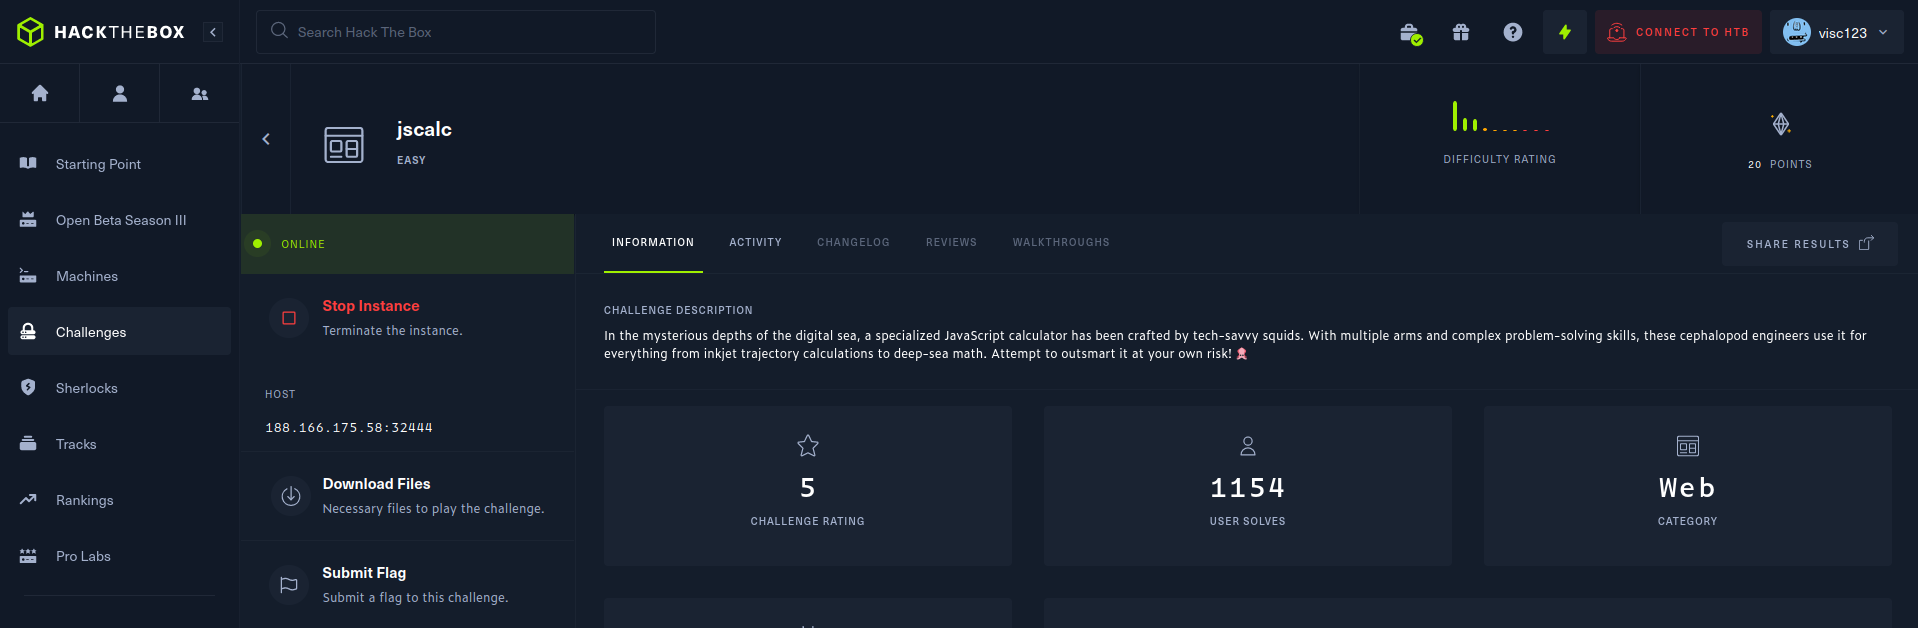 HACKTHEBOX
Search Hack The Box
CONNECT TO HTB
visc123
Starting Point
Open Beta Season III
Machines
Challenges
Sherlocks
Tracks
Rankings
Pro Labs
jscalc
EASY
DIFFICULTY RATING
20 POINTS
ONLINE
Stop Instance
Terminate the instance.
HOST
188.166.175.58:32444
Download Files
Necessary files to play the challenge.
Submit Flag
Submit a flag to this challenge.
INFORMATION ACTIVITY CHANGELOG REVIEWS WALKTHROUGHS
SHARE RESULTS
CHALLENGE DESCRIPTION
In the mysterious depths of the digital sea, a specialized JavaScript calculator has been crafted by tech-savvy squids. With multiple arms and complex problem-solving skills, these cephalopod engineers use it for
everything from inkjet trajectory calculations to deep-sea math. Attempt to outsmart it at your own risk! 🦑
5
CHALLENGE RATING
1154
USER SOLVES
Web
CATEGORY